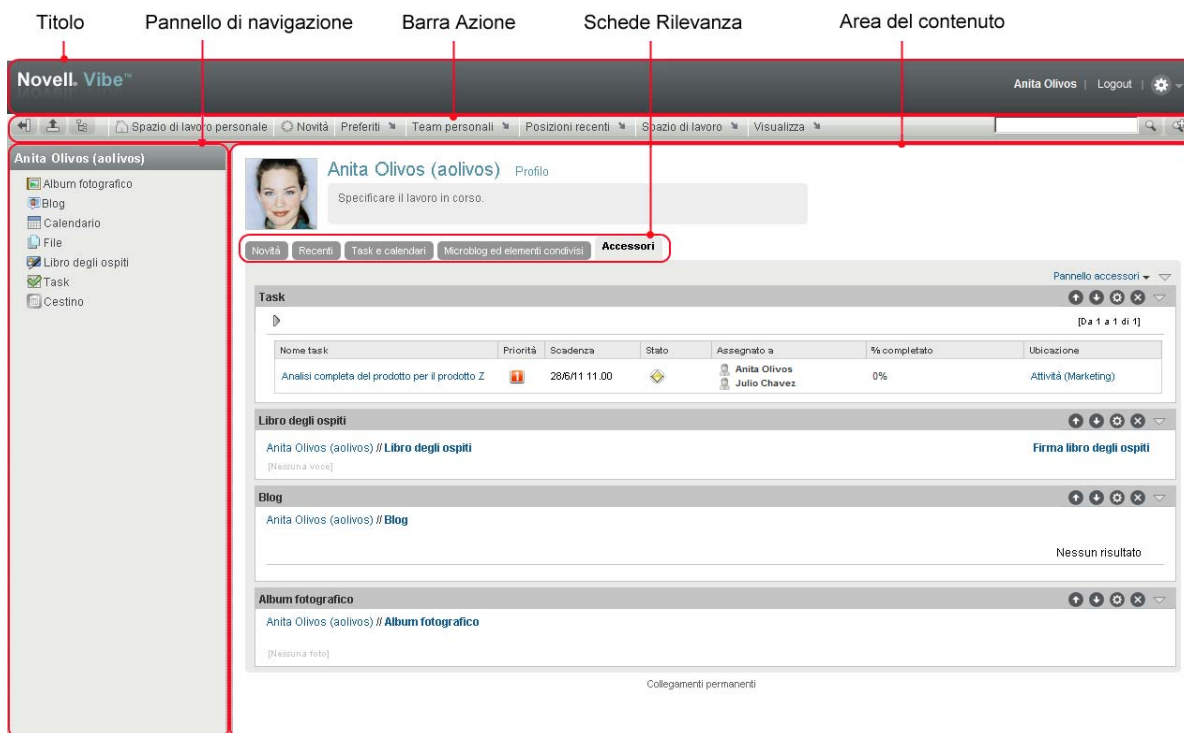 Titolo Pannello di navigazione Barra Azione Schede Rilevanza Area del contenuto
Novell. Vibe™ Anita Olivos | Logout |
Spazio di lavoro personale Novità Preferiti Team personali Posizioni recenti Spazio di lavoro Visualizza
Anita Olivos (aolivos)
Album fotografico
Blog
Calendario
File
Libro degli ospiti
Task
Cestino
Anita Olivos (aolivos) Profilo
Specificare il lavoro in corso.
Novità Recenti Task e calendari Microblog ed elementi condivisi Accessori
Pannello accessori
Task
[Da 1 a 1 di 1]
Nome task Priorità Scadenza Stato Assegnato a % completato Ubicazione
Analisi completa del prodotto per il prodotto Z 1 28/6/11 11.00 Anita Olivos 0% Attività (Marketing)
Julio Chavez
Libro degli ospiti
Anita Olivos (aolivos) // Libro degli ospiti Firma libro degli ospiti
[Nessuna voce]
Blog
Anita Olivos (aolivos) // Blog
Nessun risultato
Album fotografico
Anita Olivos (aolivos) // Album fotografico
[Nessuna foto]
Collegamenti permanenti